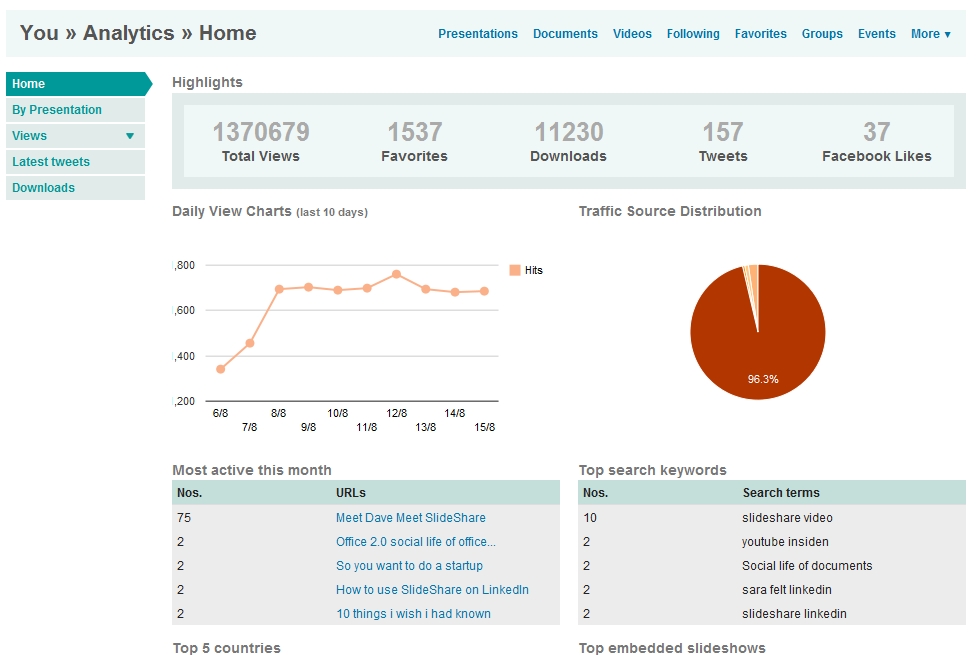 You » Analytics » Home
Presentations Documents Videos Following Favorites Groups Events More ▼
Home
By Presentation
Views ▼
Latest tweets
Downloads
Highlights
1370679 1537 11230 157 37
Total Views Favorites Downloads Tweets Facebook Likes
Daily View Charts (last 10 days)
,800
,600
,400
,200
6/8 8/8 10/8 12/8 14/8
7/8 9/8 11/8 13/8 15/8
Hits
Traffic Source Distribution
96.3%
Most active this month
Nos. URLs
75 Meet Dave Meet SlideShare
2 Office 2.0 social life of office...
2 So you want to do a startup
2 How to use SlideShare on LinkedIn
2 10 things i wish i had known
Top search keywords
Nos. Search terms
10 slideshare video
2 youtube insiden
2 Social life of documents
2 sara felt linkedin
2 slideshare linkedin
Top 5 countries
Top embedded slideshows